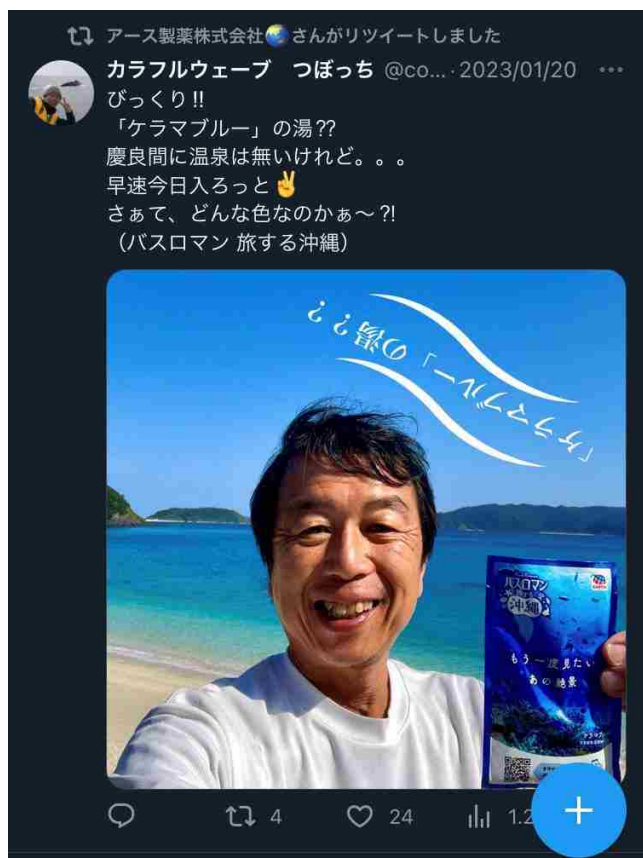 アース製薬株式会社🌏さんがリツイートしました
カラフルウェーブ つぼっち @co... · 2023/01/20
びっくり‼
「ケラマブルー」の湯⁇
慶良間に温泉は無いけれど。。。
早速今日入ろっと✌
さぁて、どんな色なのかぁ〜⁈
（バスロマン 旅する沖縄）
「ケラマブルー」の湯？？
バスロマン
沖縄
もう一度見たい
あの絶景
4
24
1.2